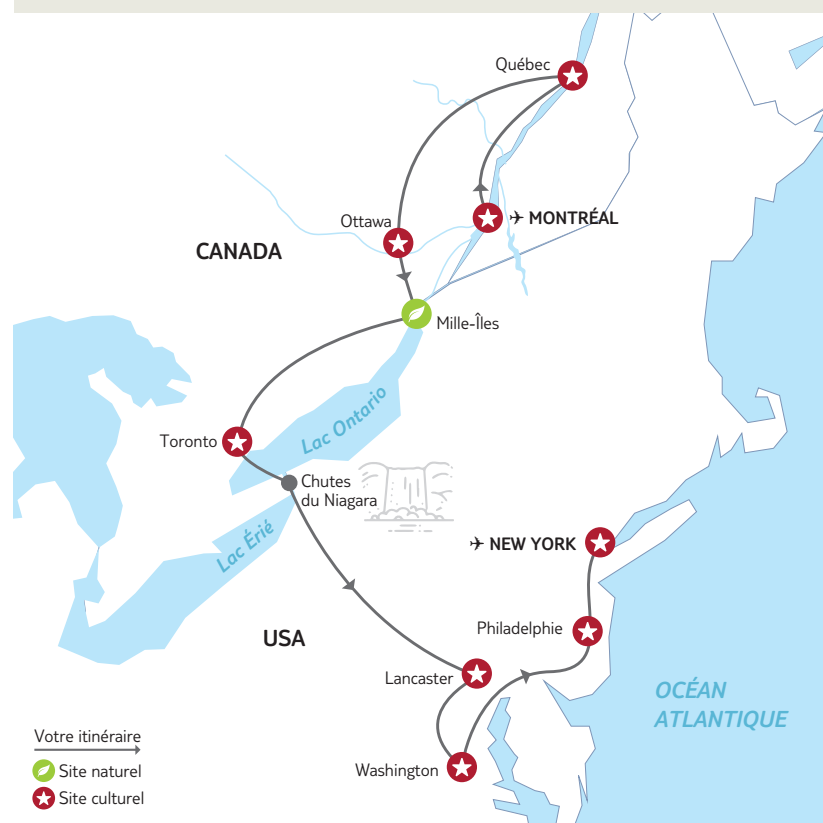 Québec
✈ MONTRÉAL
Ottawa
CANADA
Mille-Îles
Lac Ontario
Toronto
Chutes
du Niagara
Lac Érié
✈ NEW YORK
Philadelphie
USA
Lancaster
OCÉAN
ATLANTIQUE
Washington
Votre itinéraire
Site naturel
Site culturel